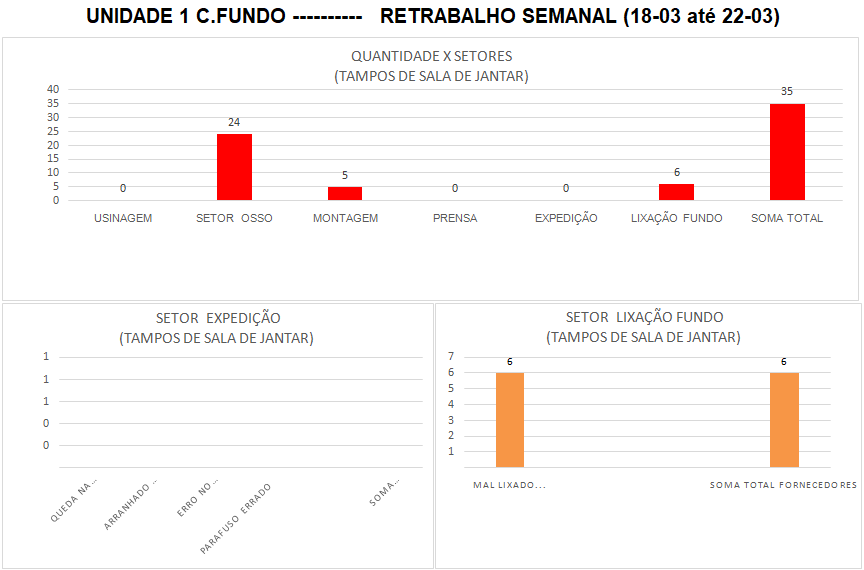 UNIDADE 1 C.FUNDO ---------- RETRABALHO SEMANAL (18-03 até 22-03)
QUANTIDADE X SETORES
(TAMPOS DE SALA DE JANTAR)
40
35
30
25
20
15
10
5
0
0
24
5
0
0
6
35
USINAGEM
SETOR OSSO
MONTAGEM
PRENSA
EXPEDIÇÃO
LIXAÇÃO FUNDO
SOMA TOTAL
SETOR EXPEDIÇÃO
(TAMPOS DE SALA DE JANTAR)
1
1
1
0
0
QUEDA NA...
ARRANHADO...
ERRO NO...
PARAFUSO ERRADO
SOMA...
SETOR LIXAÇÃO FUNDO
(TAMPOS DE SALA DE JANTAR)
7
6
5
4
3
2
1
6
6
MAL LIXADO...
SOMA TOTAL FORNECEDORES